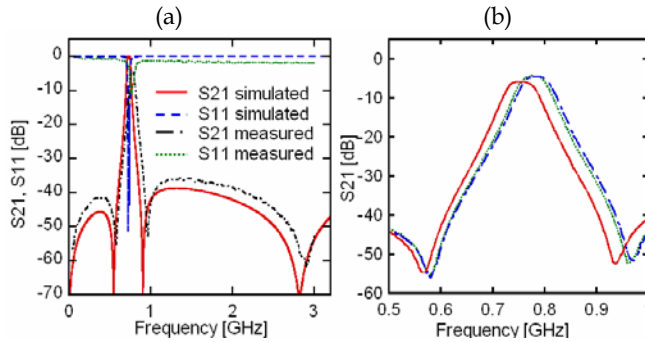 (a)
(b)
S21, S11 [dB]
0
-10
-20
-30
-40
-50
-60
-70
S21 simulated
S11 simulated
S21 measured
S11 measured
0
1
2
3
Frequency [GHz]
S21 [dB]
0
-10
-20
-30
-40
-50
-60
0.5
0.6
0.7
0.8
0.9
Frequency [GHz]